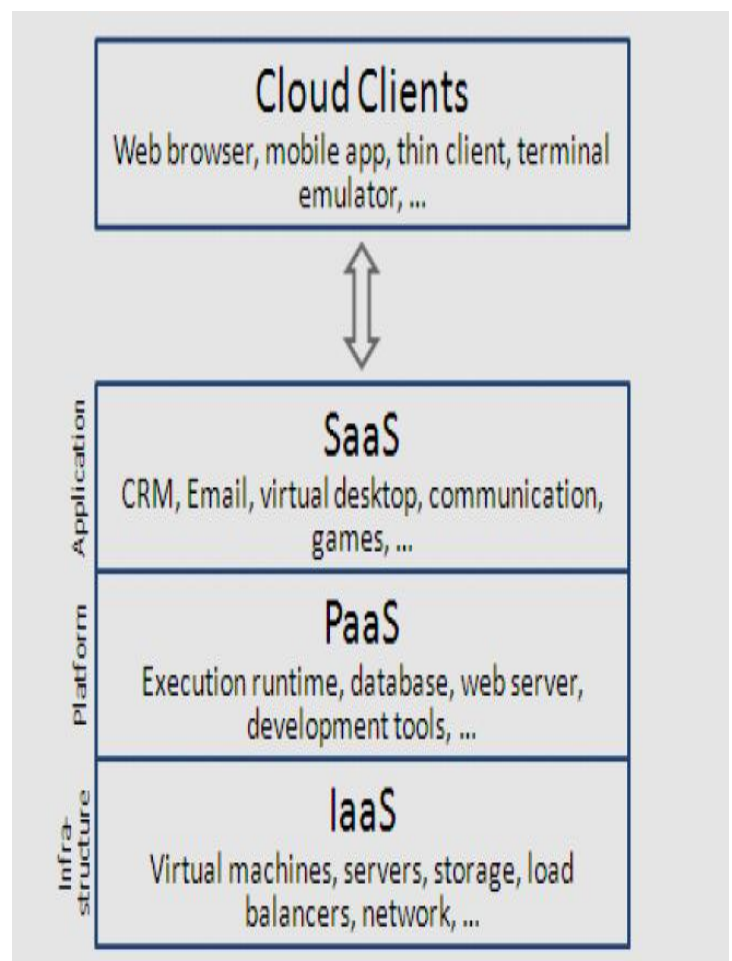 Cloud Clients
Web browser, mobile app, thin client, terminal
emulator, ...
Application
SaaS
CRM, Email, virtual desktop, communication,
games, ...
Platform
PaaS
Execution runtime, database, web server,
development tools, ...
Infra-
structure
IaaS
Virtual machines, servers, storage, load
balancers, network, ...